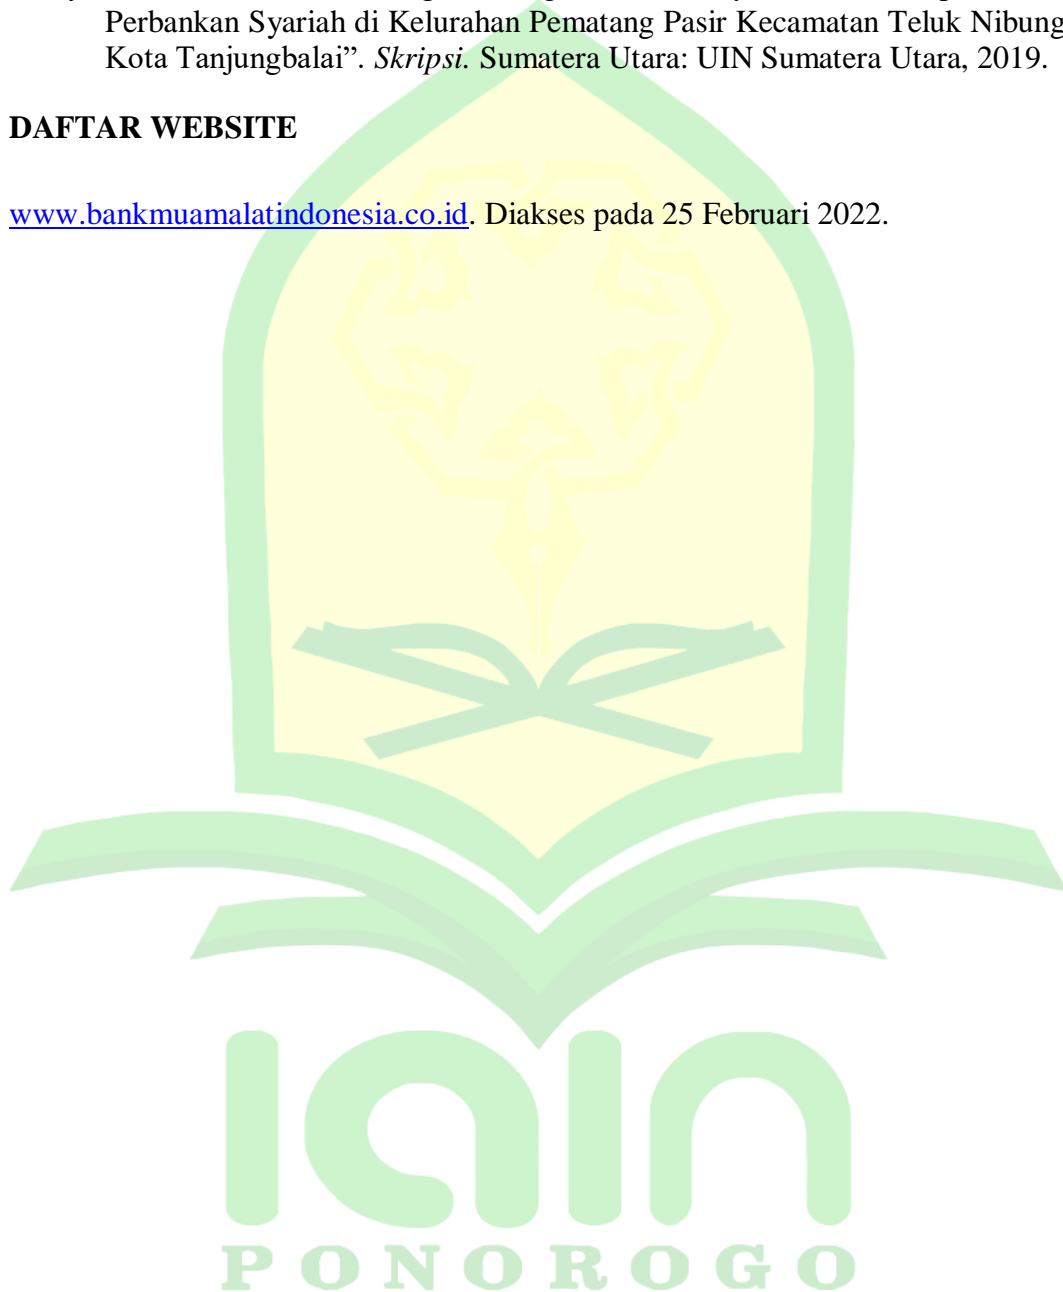 Perbankan Syariah di Kelurahan Pematang Pasir Kecamatan Teluk Nibung
Kota Tanjungbalai”. Skripsi. Sumatera Utara: UIN Sumatera Utara, 2019.
DAFTAR WEBSITE
www.bankmuamalatindonesia.co.id. Diakses pada 25 Februari 2022.
iain
PONOROGO